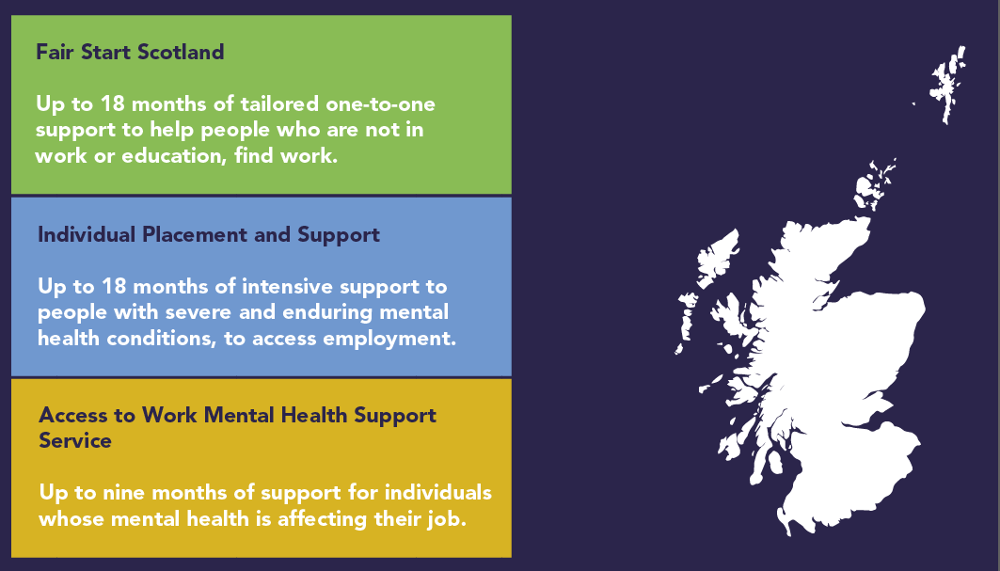 Fair Start Scotland
Up to 18 months of tailored one-to-one
support to help people who are not in
work or education, find work.
Individual Placement and Support
Up to 18 months of intensive support to
people with severe and enduring mental
health conditions, to access employment.
Access to Work Mental Health Support
Service
Up to nine months of support for individuals
whose mental health is affecting their job.